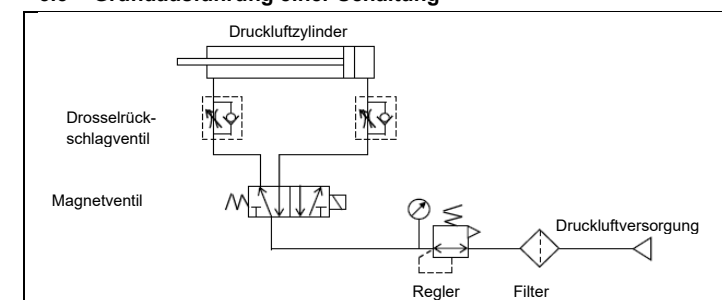 Druckluftzylinder
Drosselrück-
schlagventil
Magnetventil
Druckluftversorgung
Regler
Filter